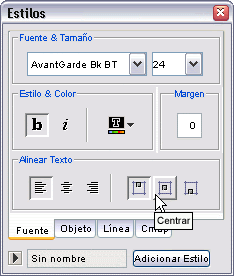 Estilos
Fuente & Tamaño
AvantGarde Bk BT 24
Estilo & Color Margen
b i T 0
Alinear Texto
Centrar
Fuente Objeto Línea Cmap
Sin nombre Adicionar Estilo